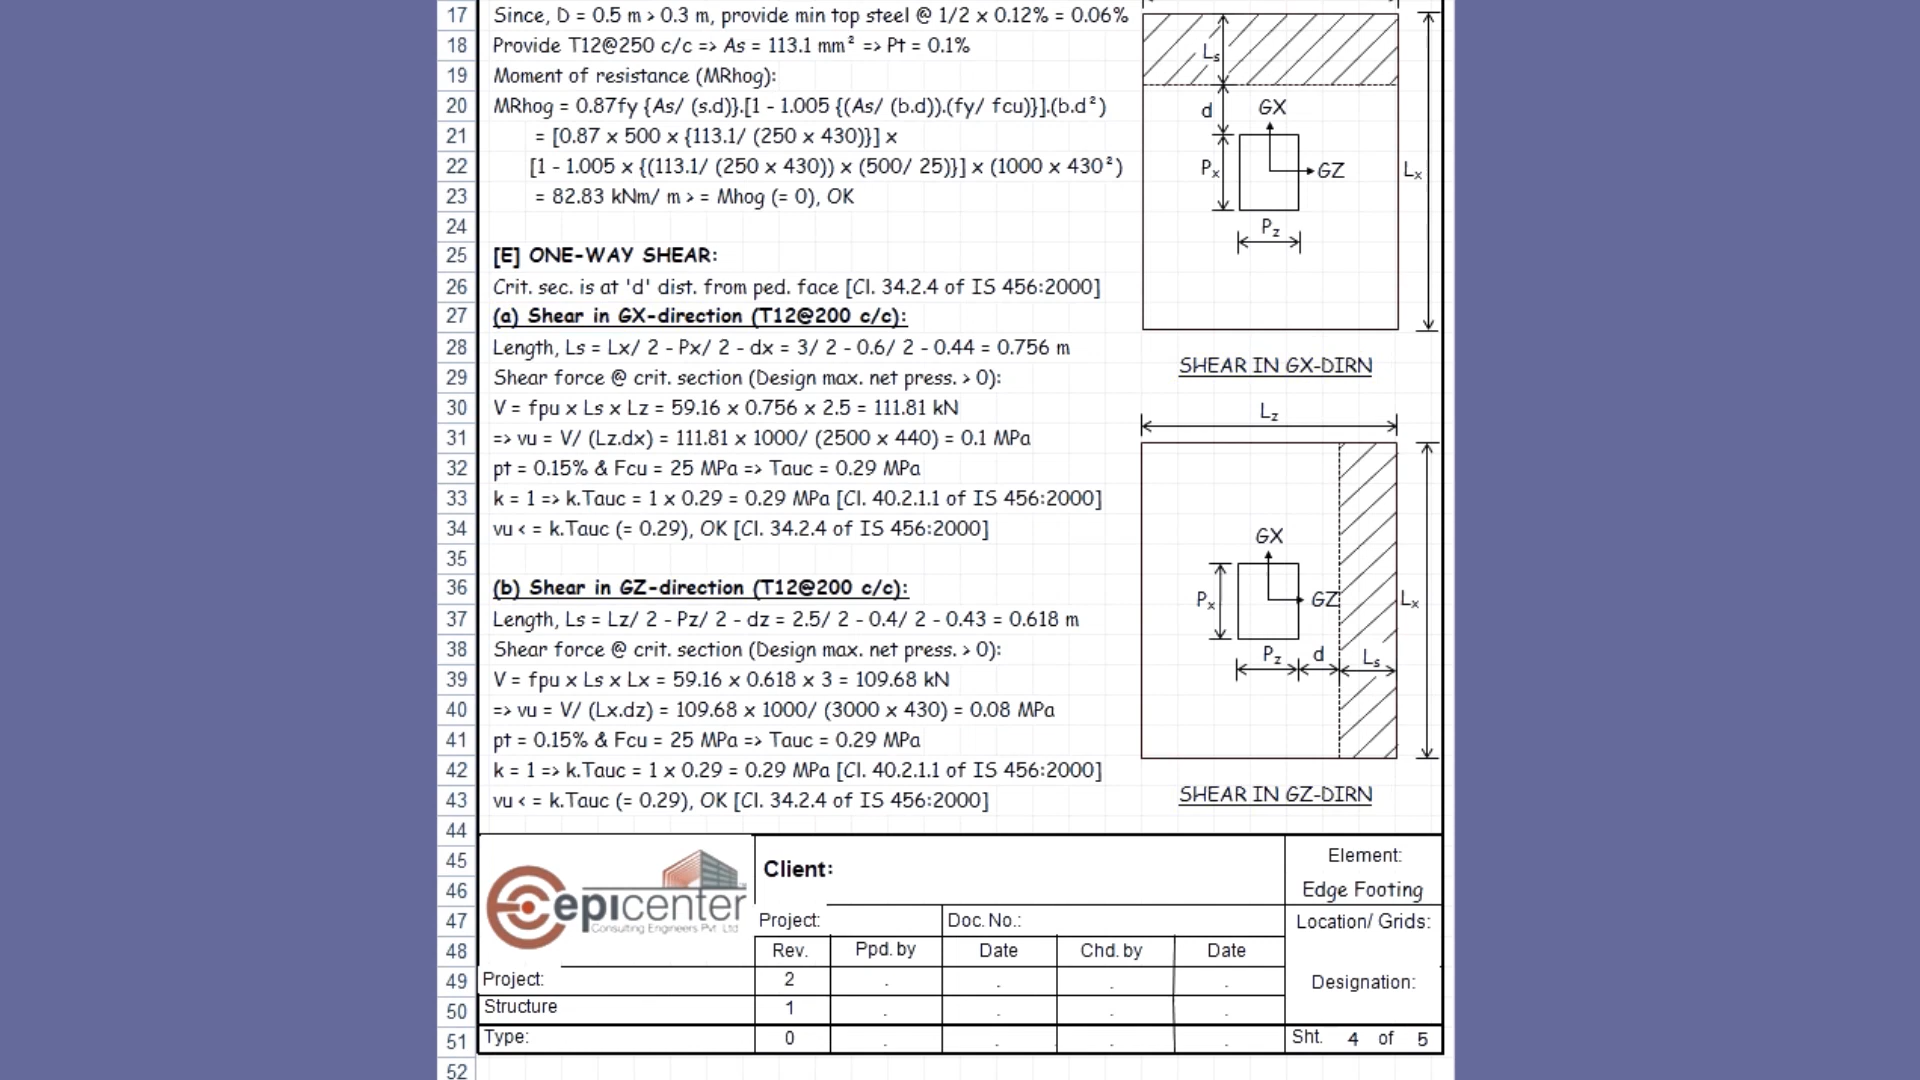 17 Since, D = 0.5 m > 0.3 m, provide min top steel @ 1/2 x 0.12% = 0.06%
18 Provide T12@250 c/c => As = 113.1 mm² => Pt = 0.1%
19 Moment of resistance (MRhog):
20 MRhog = 0.87fy {As/ (s.d)}.[1 - 1.005 {(As/ (b.d)).(fy/ fcu)}].(b.d²)
21 = [0.87 x 500 x {113.1/ (250 x 430)}] x
22 [1 - 1.005 x {(113.1/ (250 x 430)) x (500/ 25)}] x (1000 x 430²)
23 = 82.83 kNm/ m > = Mhog (= 0), OK
24
25 [E] ONE-WAY SHEAR:
26 Crit. sec. is at 'd' dist. from ped. face [Cl. 34.2.4 of IS 456:2000]
27 (a) Shear in GX-direction (T12@200 c/c):
28 Length, Ls = Lx/ 2 - Px/ 2 - dx = 3/ 2 - 0.6/ 2 - 0.44 = 0.756 m
29 Shear force @ crit. section (Design max. net press. > 0):
30 V = fpu x Ls x Lz = 59.16 x 0.756 x 2.5 = 111.81 kN
31 => vu = V/ (Lz.dx) = 111.81 x 1000/ (2500 x 440) = 0.1 MPa
32 pt = 0.15% & Fcu = 25 MPa => Tauc = 0.29 MPa
33 k = 1 => k.Tauc = 1 x 0.29 = 0.29 MPa [Cl. 40.2.1.1 of IS 456:2000]
34 vu < = k.Tauc (= 0.29), OK [Cl. 34.2.4 of IS 456:2000]
35
36 (b) Shear in GZ-direction (T12@200 c/c):
37 Length, Ls = Lz/ 2 - Pz/ 2 - dz = 2.5/ 2 - 0.4/ 2 - 0.43 = 0.618 m
38 Shear force @ crit. section (Design max. net press. > 0):
39 V = fpu x Ls x Lx = 59.16 x 0.618 x 3 = 109.68 kN
40 => vu = V/ (Lx.dz) = 109.68 x 1000/ (3000 x 430) = 0.08 MPa
41 pt = 0.15% & Fcu = 25 MPa => Tauc = 0.29 MPa
42 k = 1 => k.Tauc = 1 x 0.29 = 0.29 MPa [Cl. 40.2.1.1 of IS 456:2000]
43 vu < = k.Tauc (= 0.29), OK [Cl. 34.2.4 of IS 456:2000]
44
Ls
d GX
Px GZ Lx
Pz
SHEAR IN GX-DIRN
Lz
GX
Px GZ Lx
Pz d Ls
SHEAR IN GZ-DIRN
45
46
47
48
49
50
51
52
epicenter
Consulting Engineers Pvt. Ltd
Client:
Element:
Edge Footing
Project: Doc. No.: Location/ Grids:
Rev. Ppd. by Date Chd. by Date
Project: 2 . . . . Designation:
Structure 1 . . . .
Type: 0 . . . . Sht. 4 of 5